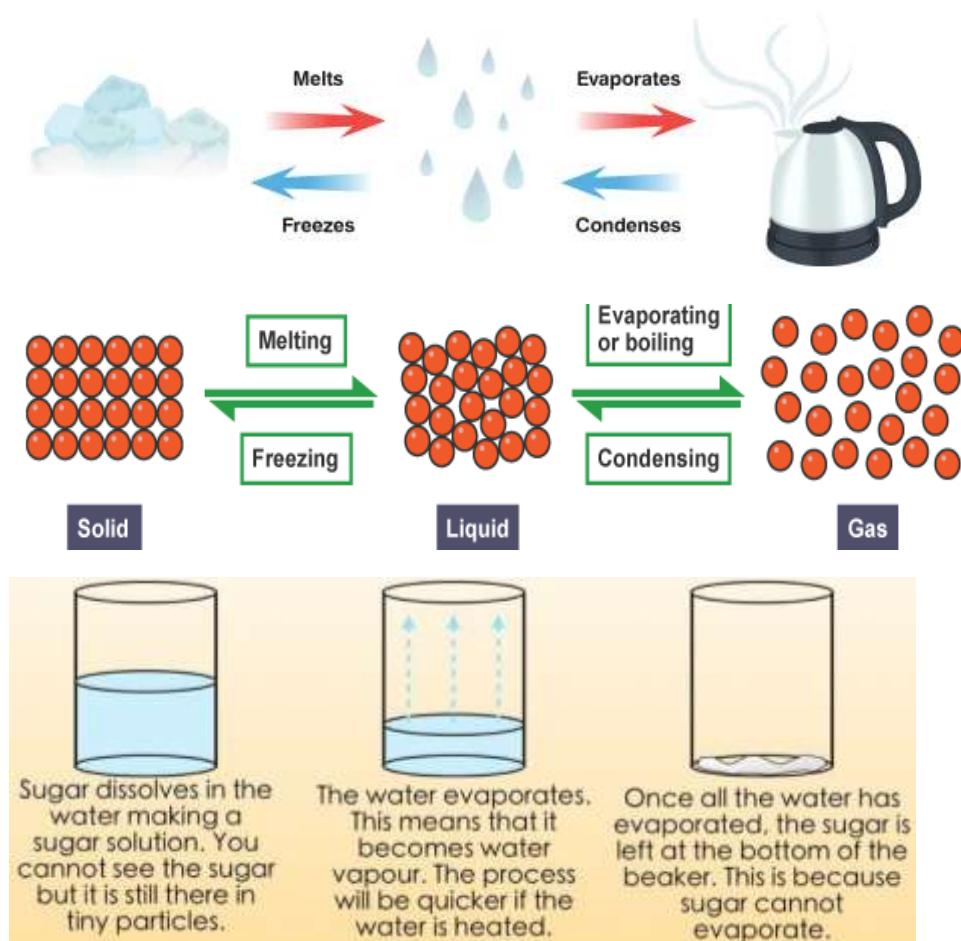 Melts
Evaporates
Freezes
Condenses
Melting
Evaporating
or boiling
Freezing
Condensing
Solid
Liquid
Gas
Sugar dissolves in the
water making a
sugar solution. You
cannot see the sugar
but it is still there in
tiny particles.
The water evaporates.
This means that it
becomes water
vapour. The process
will be quicker if the
water is heated.
Once all the water has
evaporated, the sugar is
left at the bottom of the
beaker. This is because
sugar cannot
evaporate.